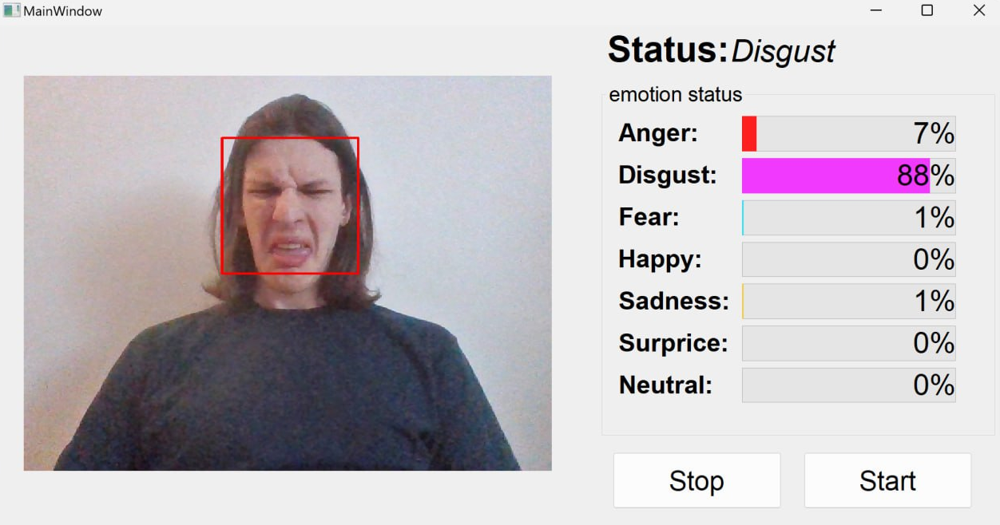 MainWindow
Status: Disgust
emotion status
Anger: 7%
Disgust: 88%
Fear: 1%
Happy: 0%
Sadness: 1%
Surprice: 0%
Neutral: 0%
Stop Start